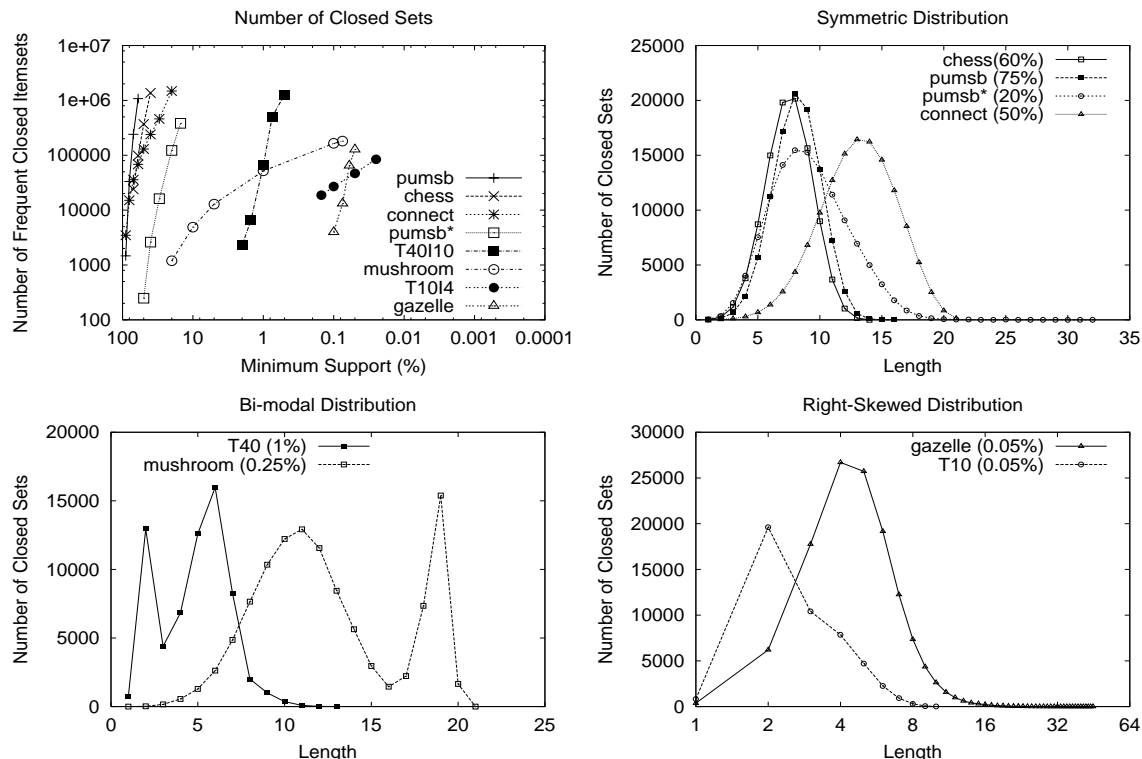 Number of Closed Sets
Number of Frequent Closed Itemsets
1e+07
1e+06
100000
10000
1000
100
100
10
1
0.1
0.01
0.001
0.0001
Minimum Support (%)
pumsb
chess
connect
pumsb*
T40I10
mushroom
T10I4
gazelle
Symmetric Distribution
Number of Closed Sets
25000
20000
15000
10000
5000
0
0
5
10
15
20
25
30
35
Length
chess(60%)
pumsb (75%)
pumsb* (20%)
connect (50%)
Bi-modal Distribution
Number of Closed Sets
20000
15000
10000
5000
0
0
5
10
15
20
25
Length
T40 (1%)
mushroom (0.25%)
Right-Skewed Distribution
Number of Closed Sets
30000
25000
20000
15000
10000
5000
0
1
2
4
8
16
32
64
Length
gazelle (0.05%)
T10 (0.05%)